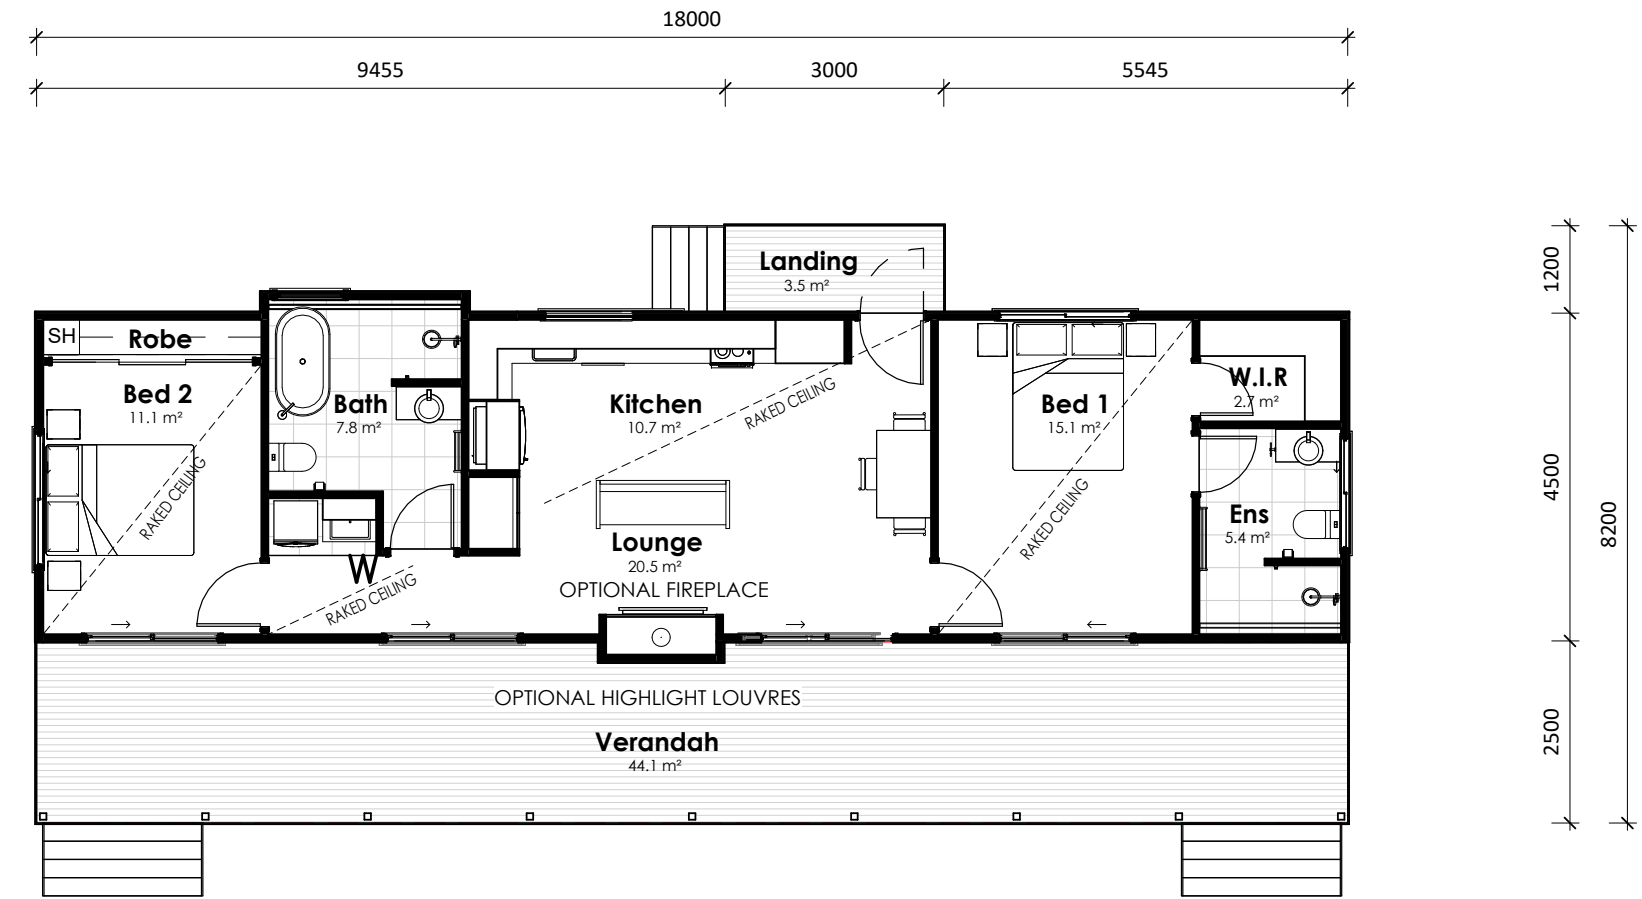 18000
9455
3000
5545
Landing
3.5 m²
1200
SH
Robe
Bed 2
11.1 m²
RAKED CEILING
Bath
7.8 m²
W
RAKED CEILING
Kitchen
10.7 m²
RAKED CEILING
Lounge
20.5 m²
OPTIONAL FIREPLACE
Bed 1
15.1 m²
RAKED CEILING
W.I.R
2.7 m²
Ens
5.4 m²
4500
8200
OPTIONAL HIGHLIGHT LOUVRES
Verandah
44.1 m²
2500